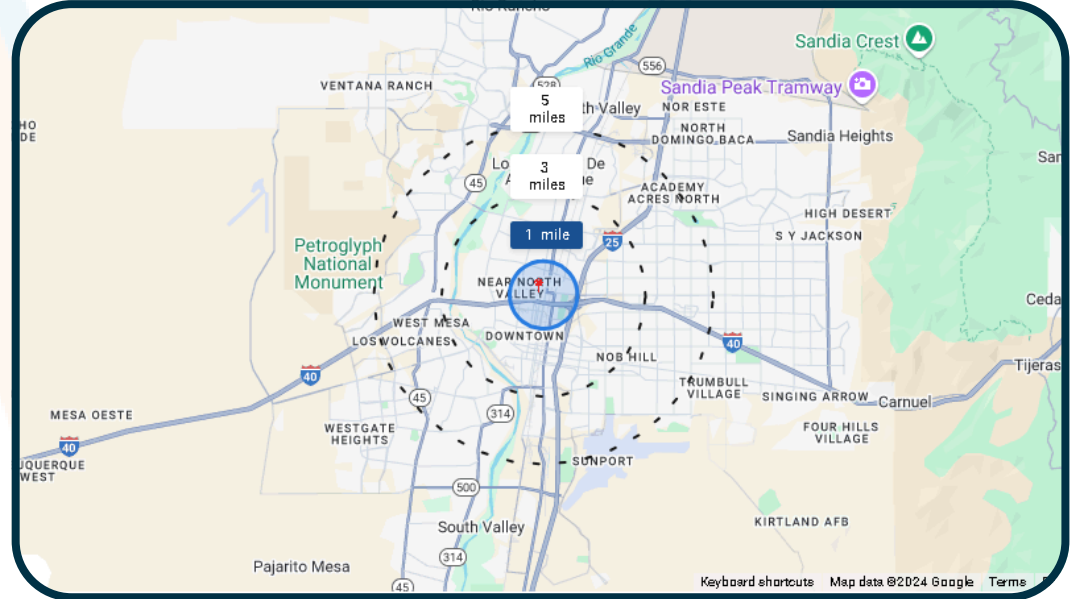 Rio Rancho
Sandia Crest
Rio Grande
556
528
VENTANA RANCH
Sandia Peak Tramway
5
miles
th Valley
NOR ESTE
NORTH
DOMINGO BACA
Sandia Heights
HO
DE
Sar
3
miles
Lo
De
A
ue
45
ACADEMY
ACRES NORTH
HIGH DESERT
S Y JACKSON
1 mile
25
Petroglyph
National
Monument
NEAR NORTH
VALLEY
Ceda
WEST MESA
LOS VOLCANES
DOWNTOWN
40
NOB HILL
Tijeras
40
TRUMBULL
VILLAGE
SINGING ARROW
Carnuel
45
314
MESA OESTE
WESTGATE
HEIGHTS
FOUR HILLS
VILLAGE
40
UQUERQUE
WEST
SUNPORT
500
South Valley
KIRTLAND AFB
314
Pajarito Mesa
45
Keyboard shortcuts
Map data ©2024 Google
Terms